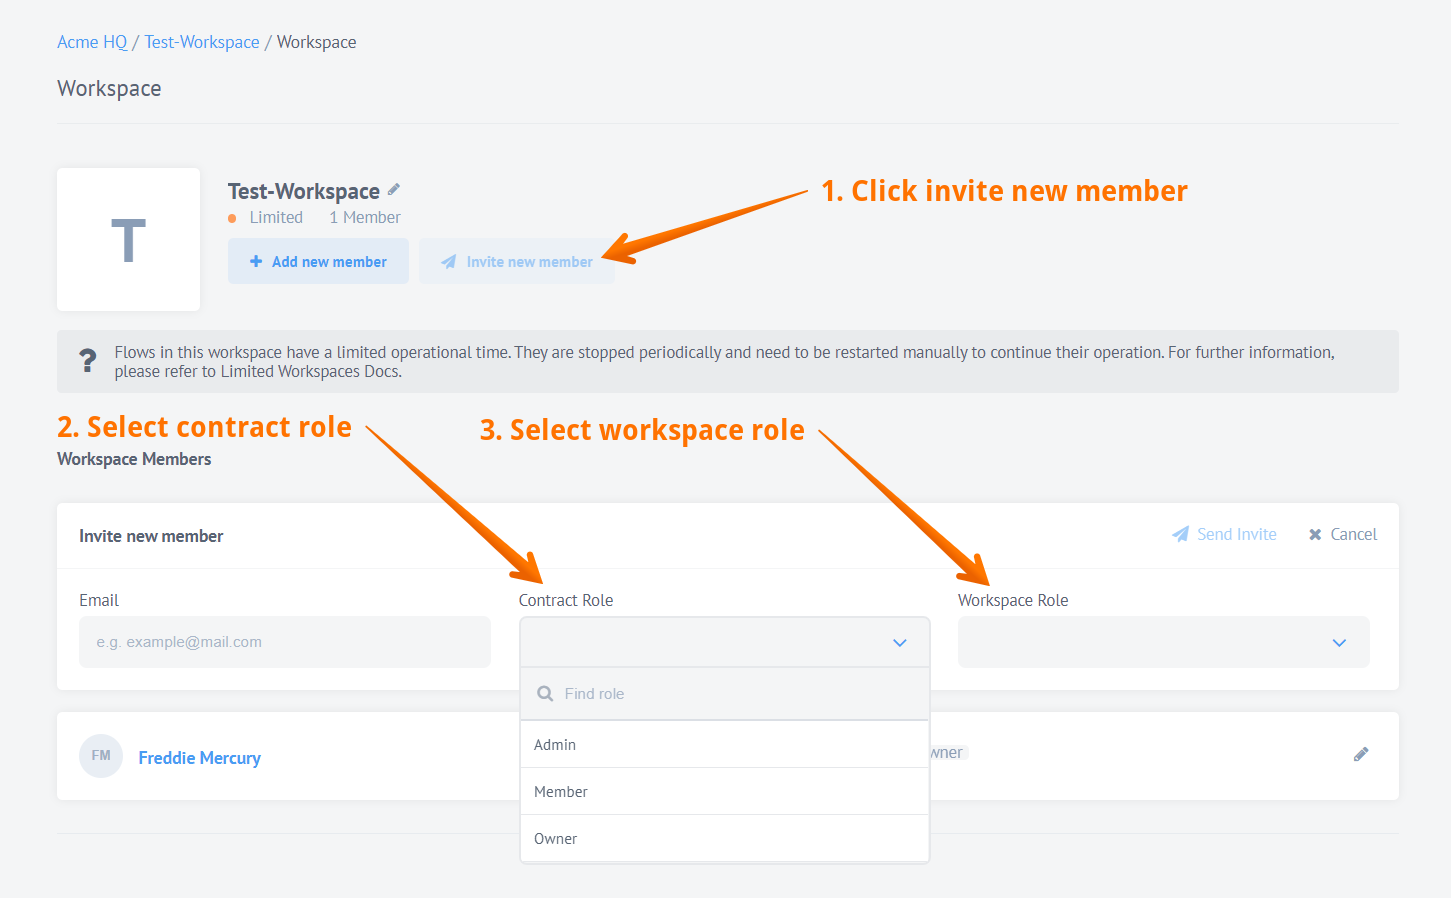 Acme HQ / Test-Workspace / Workspace
Workspace
T
Test-Workspace
Limited 1 Member
Add new member
Invite new member
1. Click invite new member
? Flows in this workspace have a limited operational time. They are stopped periodically and need to be restarted manually to continue their operation. For further information,
please refer to Limited Workspaces Docs.
2. Select contract role
3. Select workspace role
Workspace Members
Invite new member
Send Invite
Cancel
Email
Contract Role
Workspace Role
e.g. example@mail.com
Find role
Admin
Member
Owner
FM
Freddie Mercury
wner